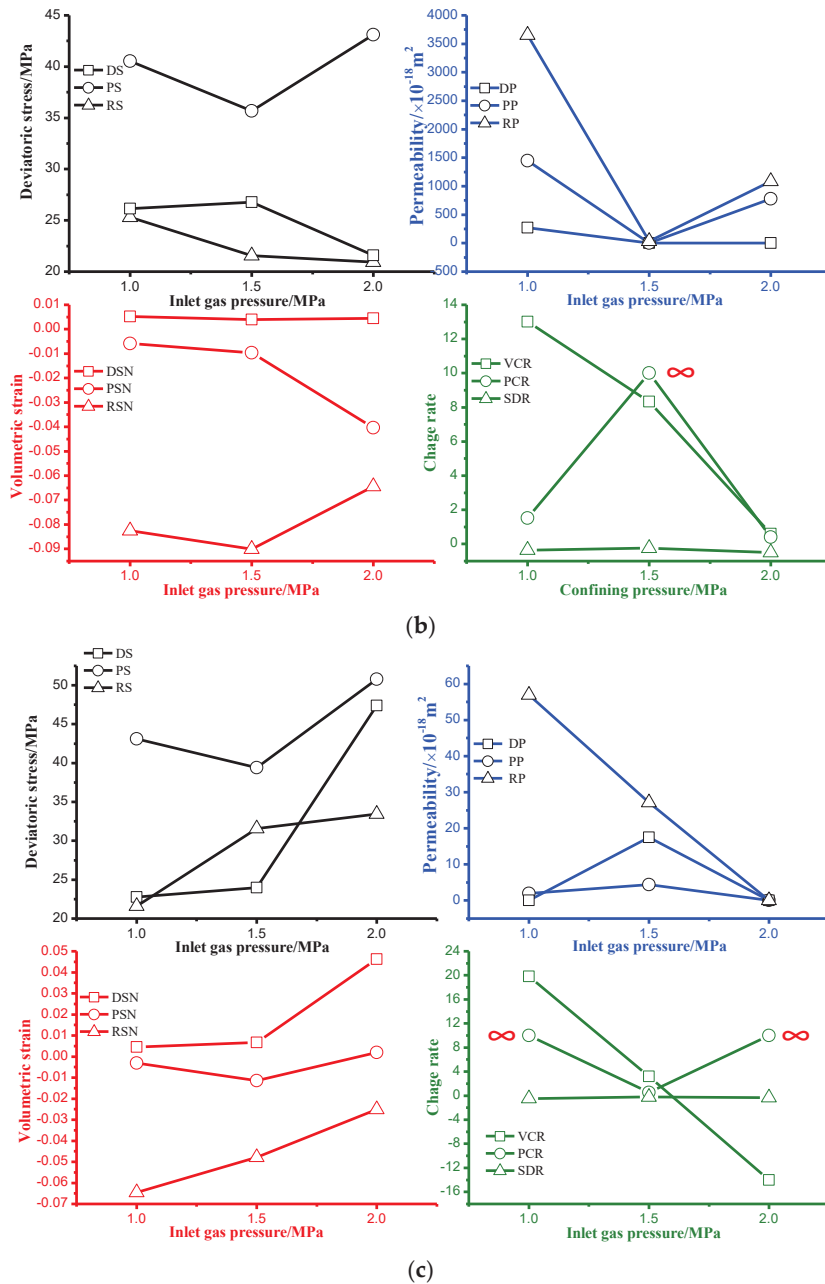 45
40
35
30
25
20
Deviatoric stress/MPa
DS
PS
RS
1.0 1.5 2.0
Inlet gas pressure/MPa
4000
3500
3000
2500
2000
1500
1000
500
0
500
Permeability/×10⁻¹⁸m²
DP
PP
RP
1.0 1.5 2.0
Inlet gas pressure/MPa
0.01
0.00
-0.01
-0.02
-0.03
-0.04
-0.05
-0.06
-0.07
-0.08
-0.09
Volumetric strain
DSN
PSN
RSN
1.0 1.5 2.0
Inlet gas pressure/MPa
14
12
10
8
6
4
2
0
Chage rate
VCR
PCR
SDR
∞
1.0 1.5 2.0
Confining pressure/MPa
(b)
50
45
40
35
30
25
20
Deviatoric stress/MPa
DS
PS
RS
1.0 1.5 2.0
Inlet gas pressure/MPa
60
50
40
30
20
10
0
Permeability/×10⁻¹⁸m²
DP
PP
RP
1.0 1.5 2.0
Inlet gas pressure/MPa
0.05
0.04
0.03
0.02
0.01
0.00
-0.01
-0.02
-0.03
-0.04
-0.05
-0.06
-0.07
Volumetric strain
DSN
PSN
RSN
1.0 1.5 2.0
Inlet gas pressure/MPa
24
20
16
12
8
4
0
-4
-8
-12
-16
Chage rate
∞ ∞
VCR
PCR
SDR
1.0 1.5 2.0
Inlet gas pressure/MPa
(c)